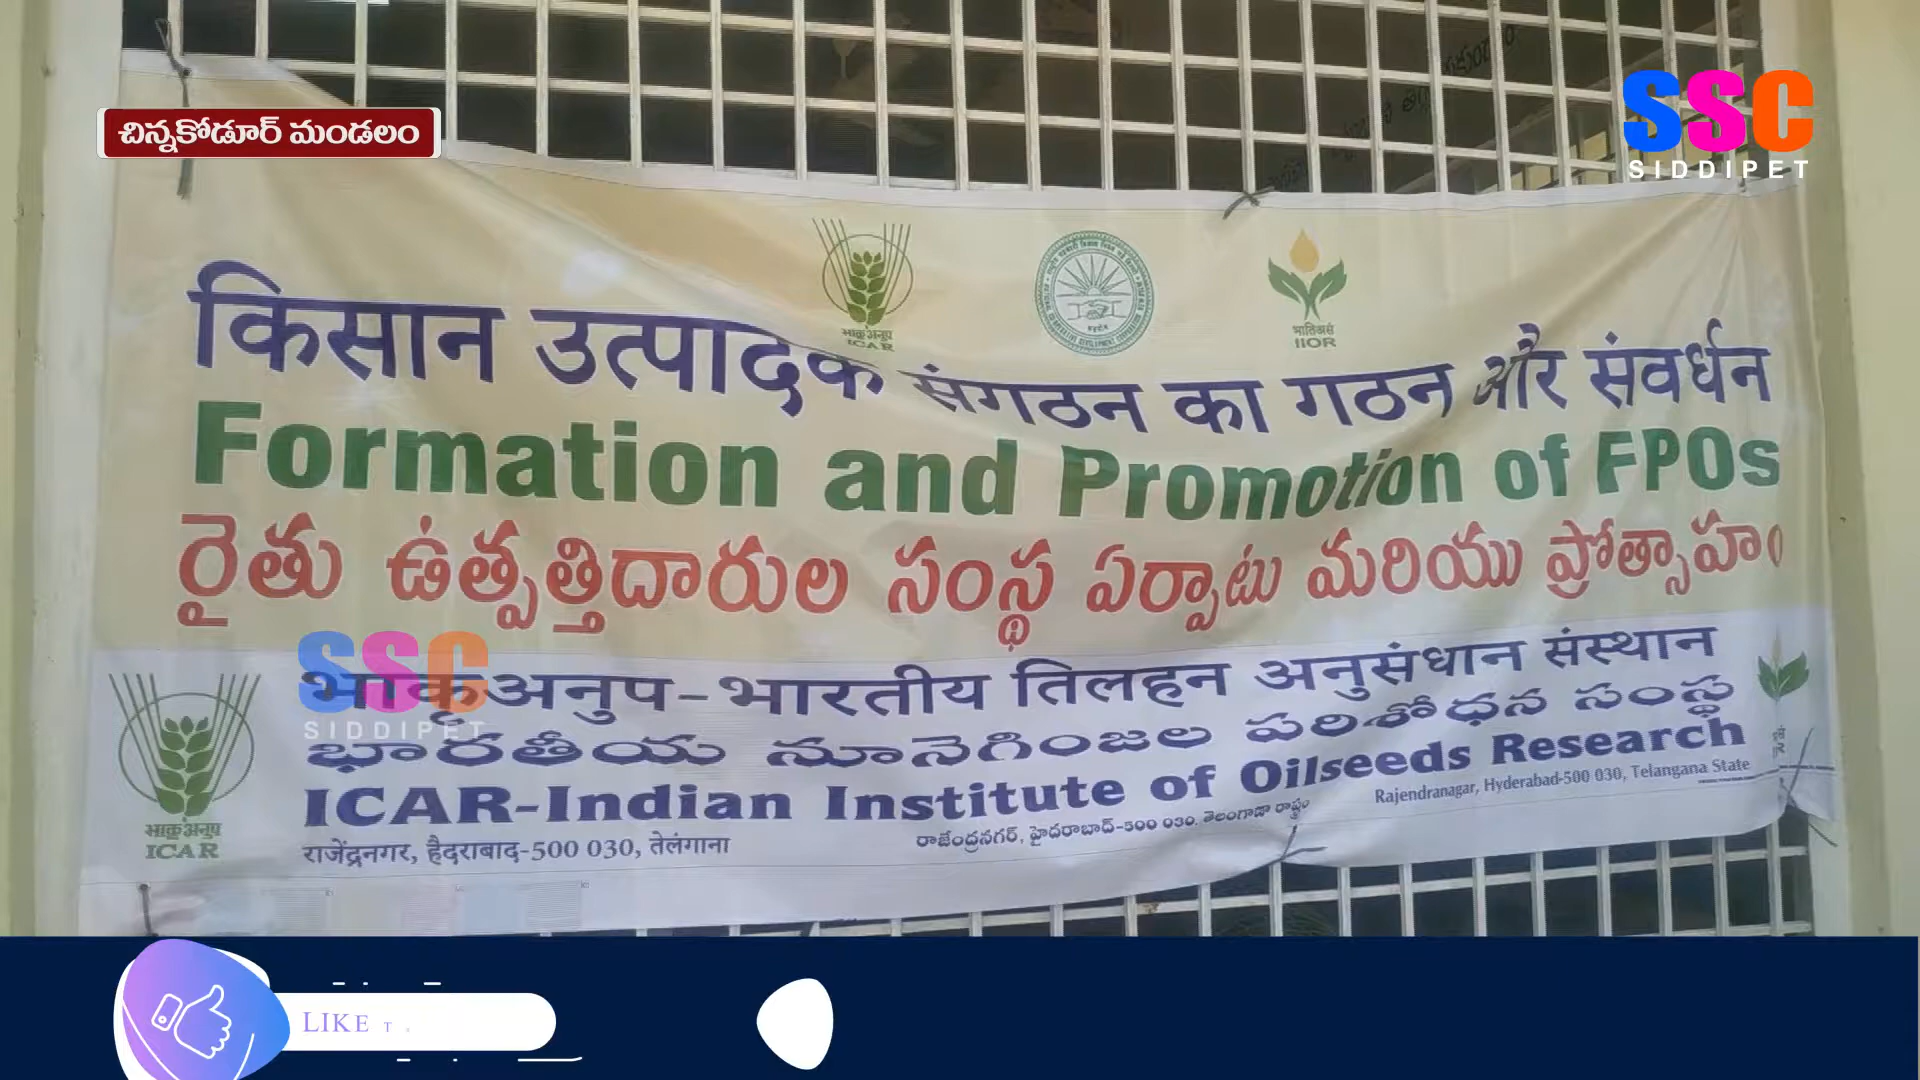 చిన్నకోడూర్ మండలం
SSC
SIDDIPET
भाकृअनुप
ICAR
भातिअसं
IIOR
किसान उत्पादक संगठन का गठन और संवर्धन
Formation and Promotion of FPOs
రైతు ఉత్పత్తిదారుల సంస్థ ఏర్పాటు మరియు ప్రోత్సాహం
SSC
SIDDIPET
भाकृअनुप-भारतीय तिलहन अनुसंधान संस्थान
భారతీయ నూనెగింజల పరిశోధన సంస్థ
ICAR-Indian Institute of Oilseeds Research
राजेंद्रनगर, हैदराबाद-500 030, तेलंगाना
రాజేంద్రనగర్, హైదరాబాద్-500 030. తెలంగాణా రాష్ట్రం
Rajendranagar, Hyderabad-500 030, Telangana State
भाकृअनुप
ICAR
LIKE T